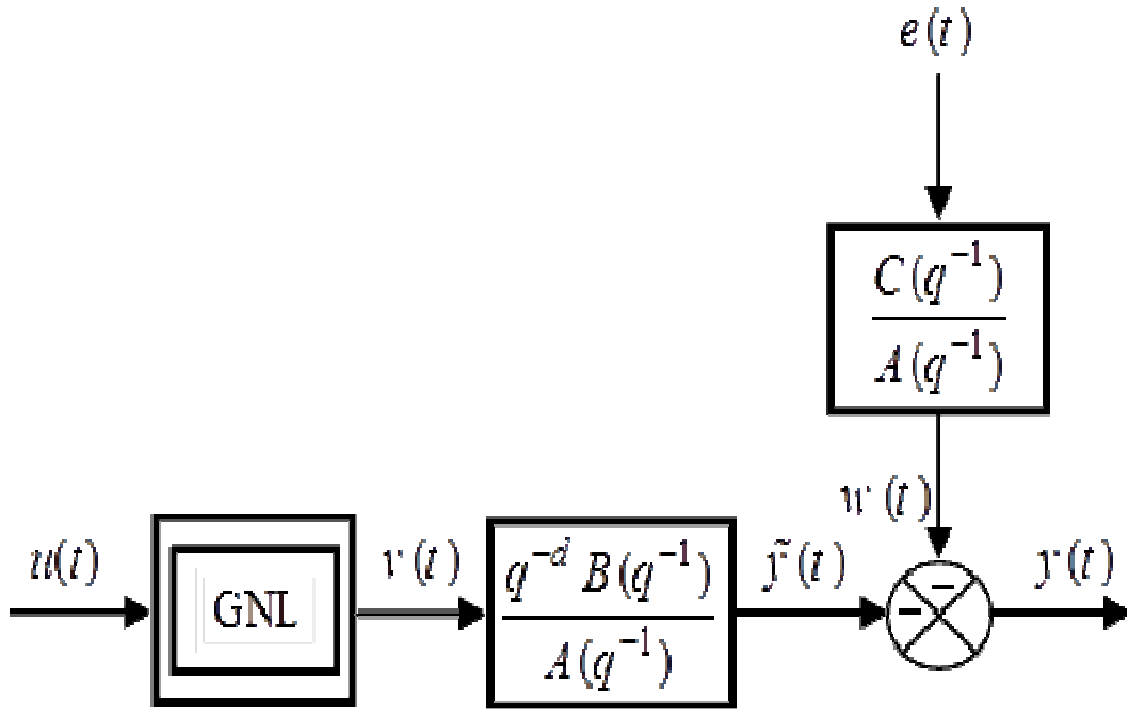 e(t)
C(q⁻¹)
A(q⁻¹)
w(t)
u(t)
GNL
v(t)
q⁻ᵈ B(q⁻¹)
A(q⁻¹)
ỹ(t)
-
-
y(t)